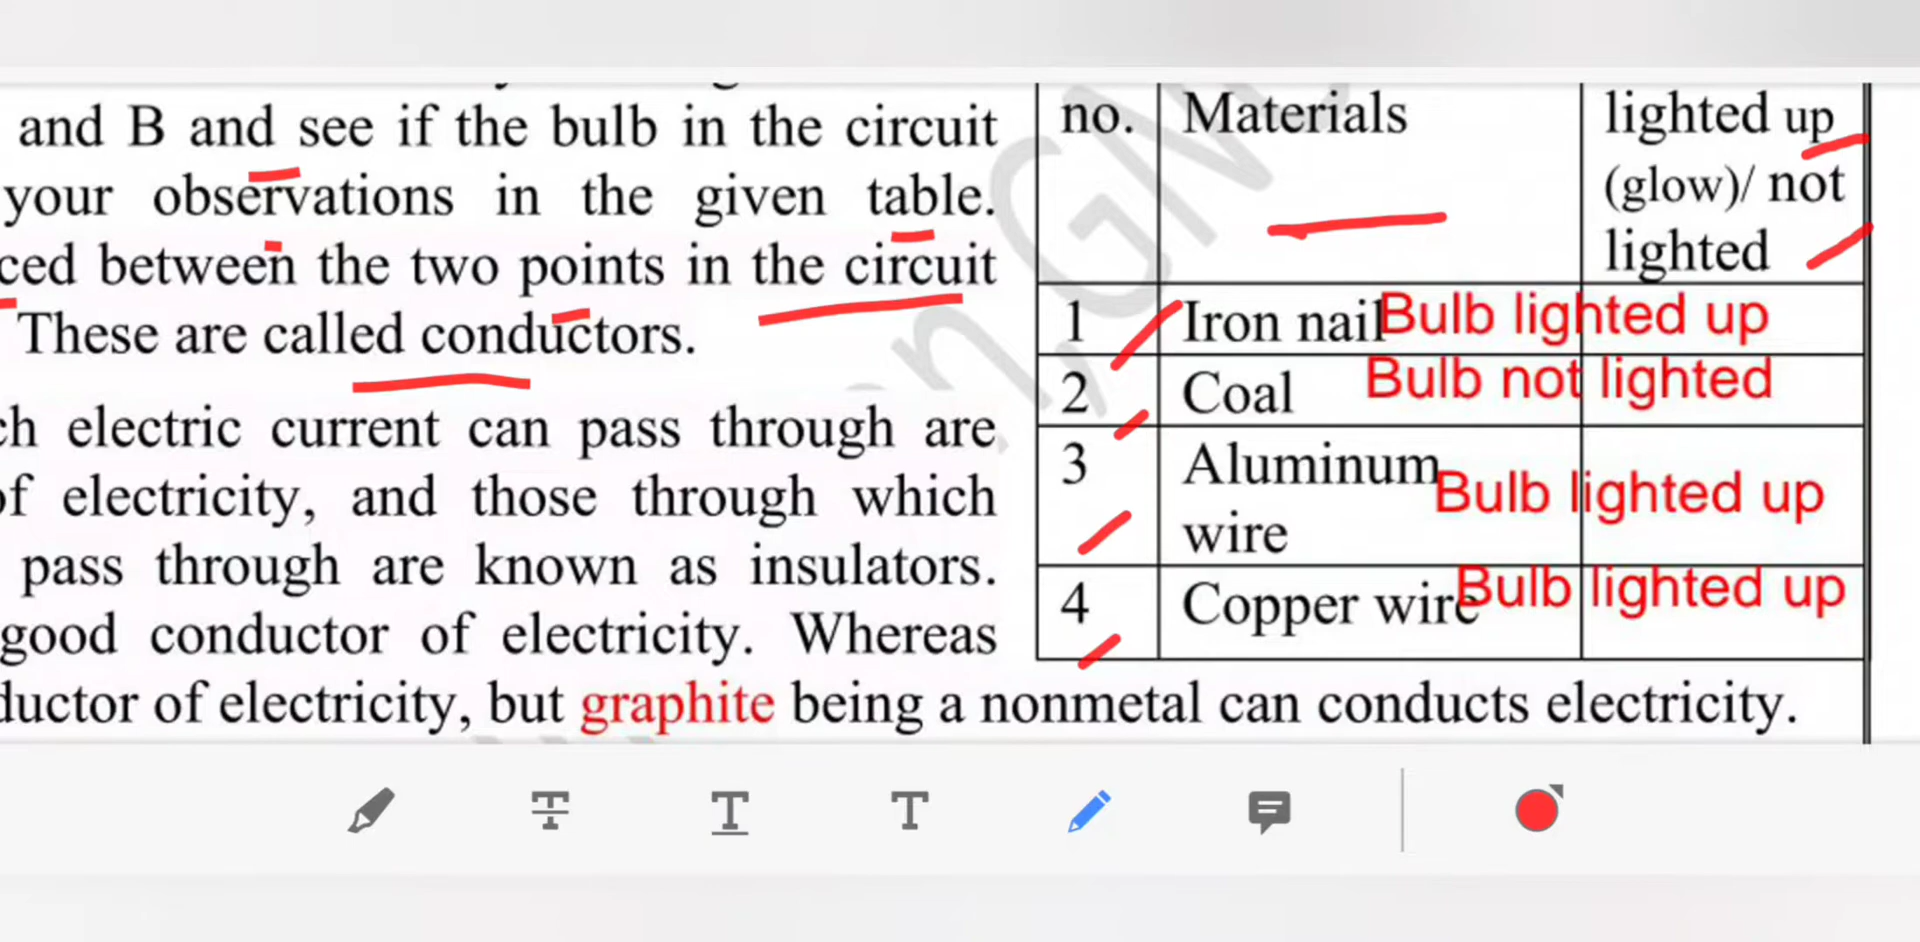 and B and see if the bulb in the circuit
your observations in the given table.
ced between the two points in the circuit
These are called conductors.
ch electric current can pass through are
of electricity, and those through which
pass through are known as insulators.
good conductor of electricity. Whereas
ductor of electricity, but graphite being a nonmetal can conducts electricity.
no. Materials lighted up
(glow)/ not
lighted
1 Iron nail Bulb lighted up
2 Coal Bulb not lighted
3 Aluminum
wire Bulb lighted up
4 Copper wire Bulb lighted up